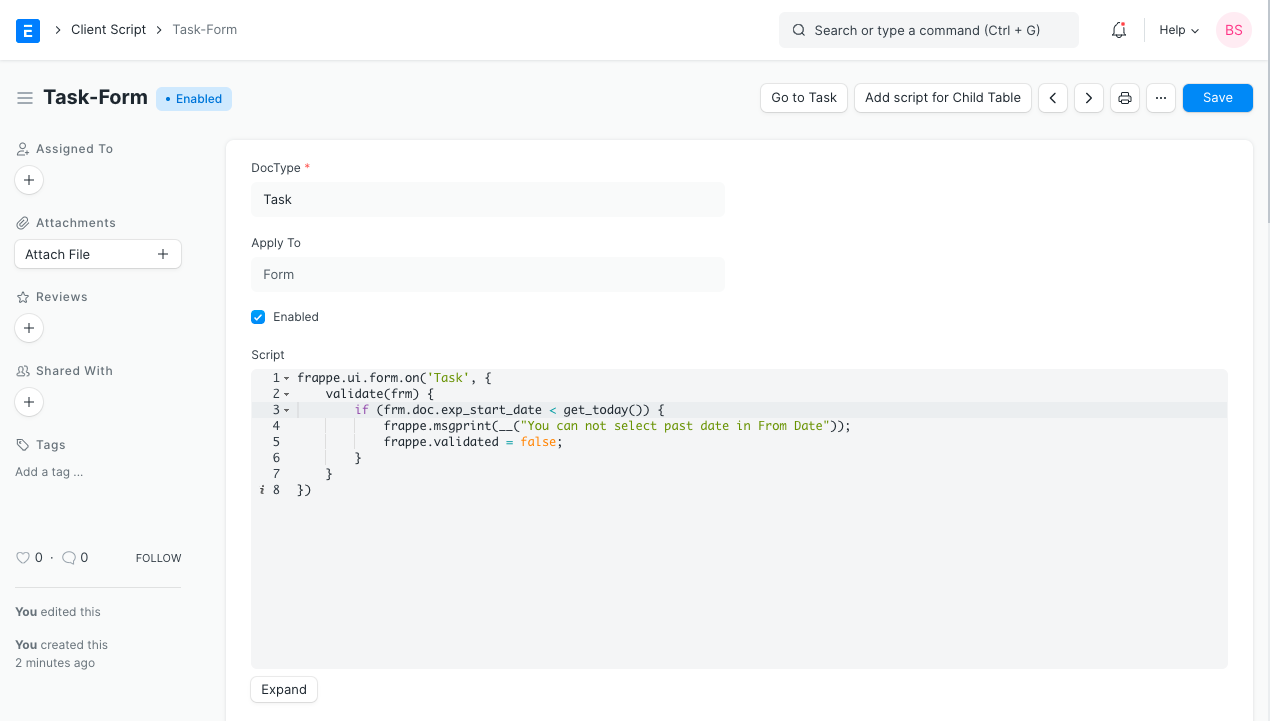 E
Client Script
Task-Form
Search or type a command (Ctrl + G)
Help
BS
Task-Form
Enabled
Go to Task
Add script for Child Table
Save
Assigned To
Attachments
Attach File
Reviews
Shared With
Tags
Add a tag ...
0 · 0
FOLLOW
You edited this
You created this
2 minutes ago
DocType *
Task
Apply To
Form
Enabled
Script
1 frappe.ui.form.on('Task', {
2 validate(frm) {
3 if (frm.doc.exp_start_date < get_today()) {
4 frappe.msgprint(__("You can not select past date in From Date"));
5 frappe.validated = false;
6 }
7 }
i 8 })
Expand